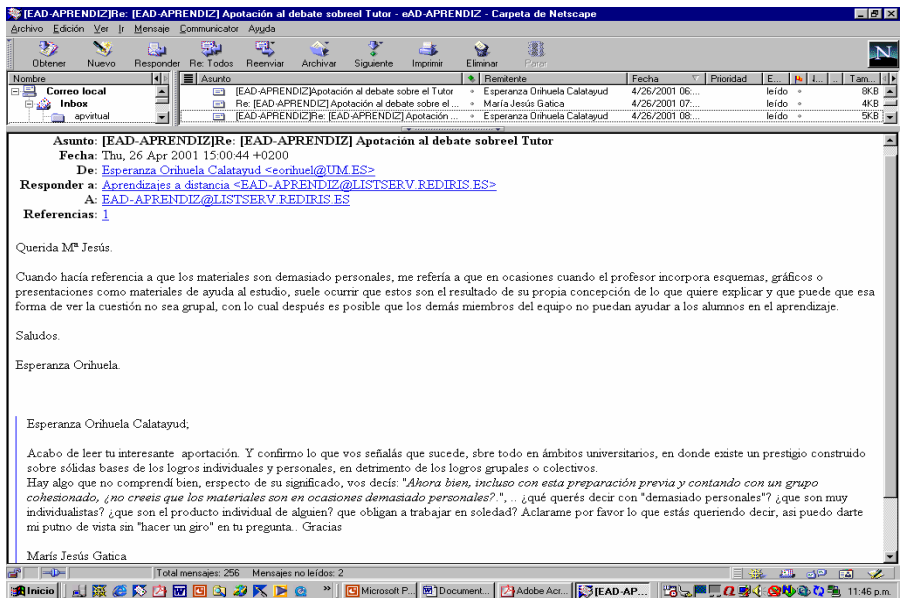 [EAD-APRENDIZ]Re: [EAD-APRENDIZ] Apotación al debate sobreel Tutor - eAD-APRENDIZ - Carpeta de Netscape
Archivo Edición Ver Ir Mensaje Communicator Ayuda
Obtener Nuevo Responder Re: Todos Reenviar Archivar Siguiente Imprimir Eliminar Parar
Nombre Asunto Remitente Fecha Prioridad E... Tam...
Correo local [EAD-APRENDIZ]Apotación al debate sobre el Tutor Esperanza Orihuela Calatayud 4/26/2001 06:... leído 8KB
Inbox Re: [EAD-APRENDIZ] Apotación al debate sobre el ... María Jesús Gatica 4/26/2001 07:... leído 4KB
apvirtual [EAD-APRENDIZ]Re: [EAD-APRENDIZ] Apotación ... Esperanza Orihuela Calatayud 4/26/2001 08:... leído 5KB
Asunto: [EAD-APRENDIZ]Re: [EAD-APRENDIZ] Apotación al debate sobreel Tutor
Fecha: Thu, 26 Apr 2001 15:00:44 +0200
De: Esperanza Orihuela Calatayud <eorihuel@UM.ES>
Responder a: Aprendizajes a distancia <EAD-APRENDIZ@LISTSERV.REDIRIS.ES>
A: EAD-APRENDIZ@LISTSERV.REDIRIS.ES
Referencias: 1
Querida Mª Jesús.
Cuando hacía referencia a que los materiales son demasiado personales, me refería a que en ocasiones cuando el profesor incorpora esquemas, gráficos o
presentaciones como materiales de ayuda al estudio, suele ocurrir que estos son el resultado de su propia concepción de lo que quiere explicar y que puede que esa
forma de ver la cuestión no sea grupal, con lo cual después es posible que los demás miembros del equipo no puedan ayudar a los alumnos en el aprendizaje.
Saludos.
Esperanza Orihuela.
Esperanza Orihuela Calatayud;
Acabo de leer tu interesante aportación. Y confirmo lo que vos señalás que sucede, sbre todo en ámbitos universitarios, en donde existe un prestigio construido
sobre sólidas bases de los logros individuales y personales, en detrimento de los logros grupales o colectivos.
Hay algo que no comprendí bien, erspecto de su significado, vos decís: "Ahora bien, incluso con esta preparación previa y contando con un grupo
cohesionado, ¿no creeis que los materiales son en ocasiones demasiado personales?.", .. ¿qué querés decir con "demasiado personales"? ¿que son muy
individualistas? ¿que son el producto individual de alguien? que obligan a trabajar en soledad? Aclarame por favor lo que estás queriendo decir, asi puedo darte
mi putno de vista sin "hacer un giro" en tu pregunta.. Gracias
Marís Jesús Gatica
Total mensajes: 256 Mensajes no leídos: 2
Inicio Microsoft P... Document... Adobe Acr... [EAD-AP... 11:46 p.m.